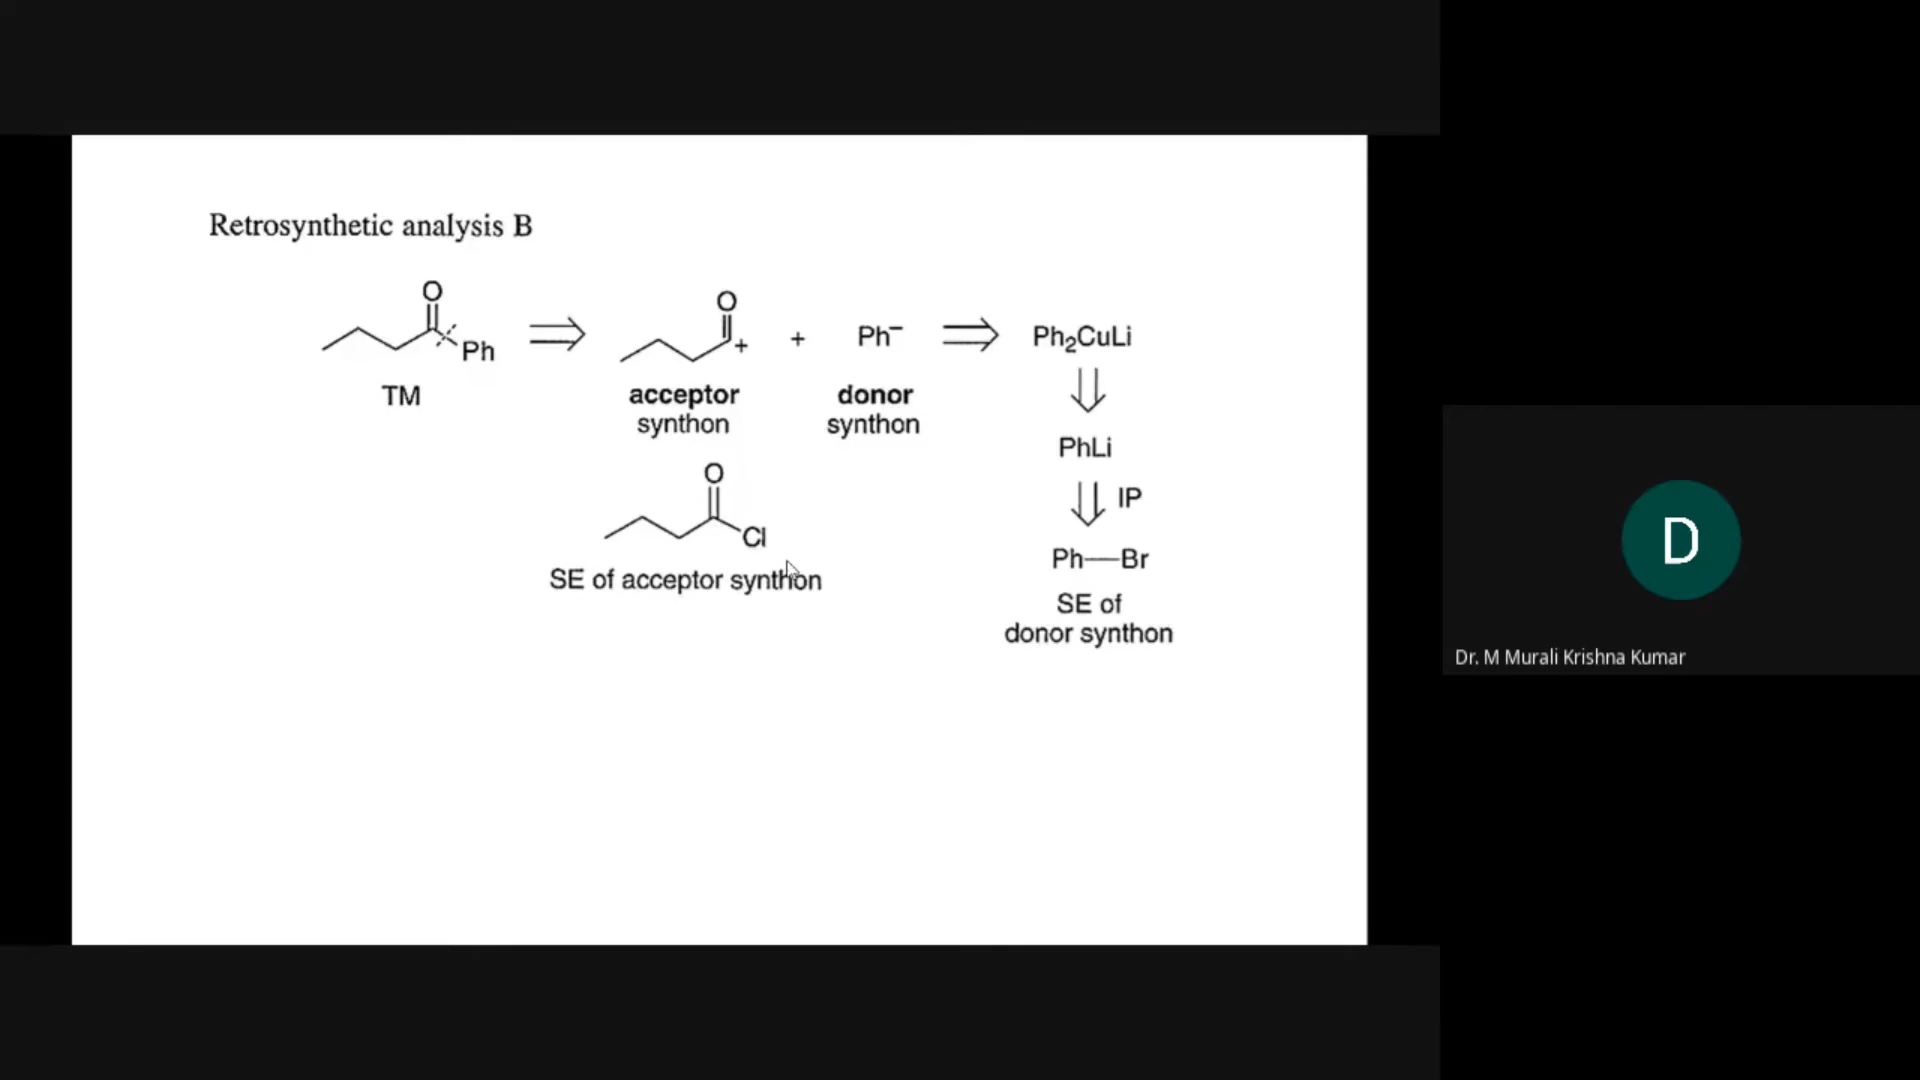 Retrosynthetic analysis B
O
Ph
TM
O
+
acceptor
synthon
+
Ph⁻
donor
synthon
Ph₂CuLi
PhLi
IP
Ph—Br
SE of
donor synthon
O
Cl
SE of acceptor synthon
D
Dr. M Murali Krishna Kumar